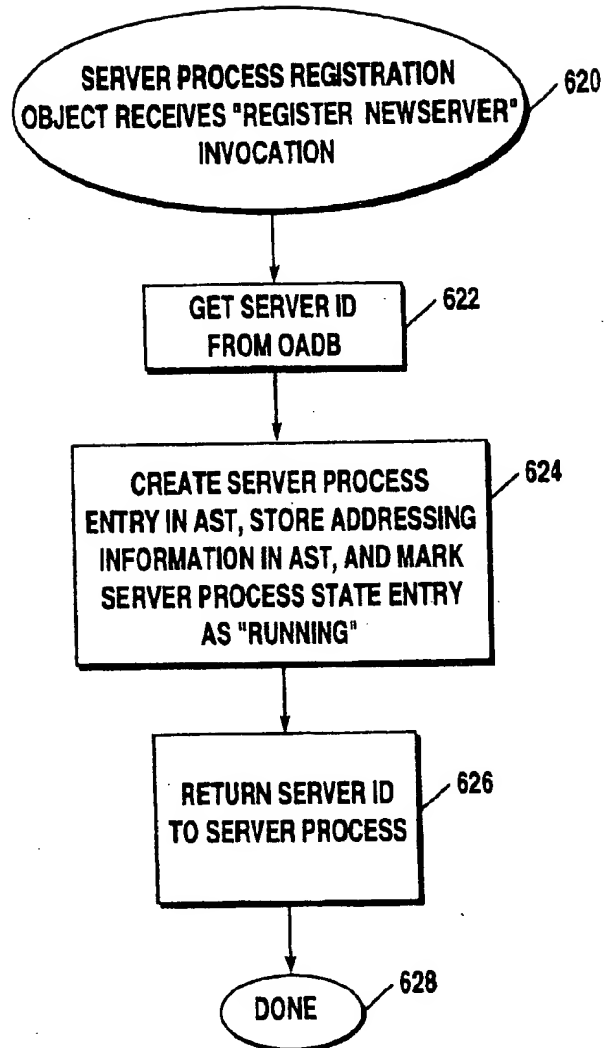 SERVER PROCESS REGISTRATION
OBJECT RECEIVES "REGISTER NEWSERVER"
INVOCATION
620
GET SERVER ID
FROM OADB
622
CREATE SERVER PROCESS
ENTRY IN AST, STORE ADDRESSING
INFORMATION IN AST, AND MARK
SERVER PROCESS STATE ENTRY
AS "RUNNING"
624
RETURN SERVER ID
TO SERVER PROCESS
626
DONE
628